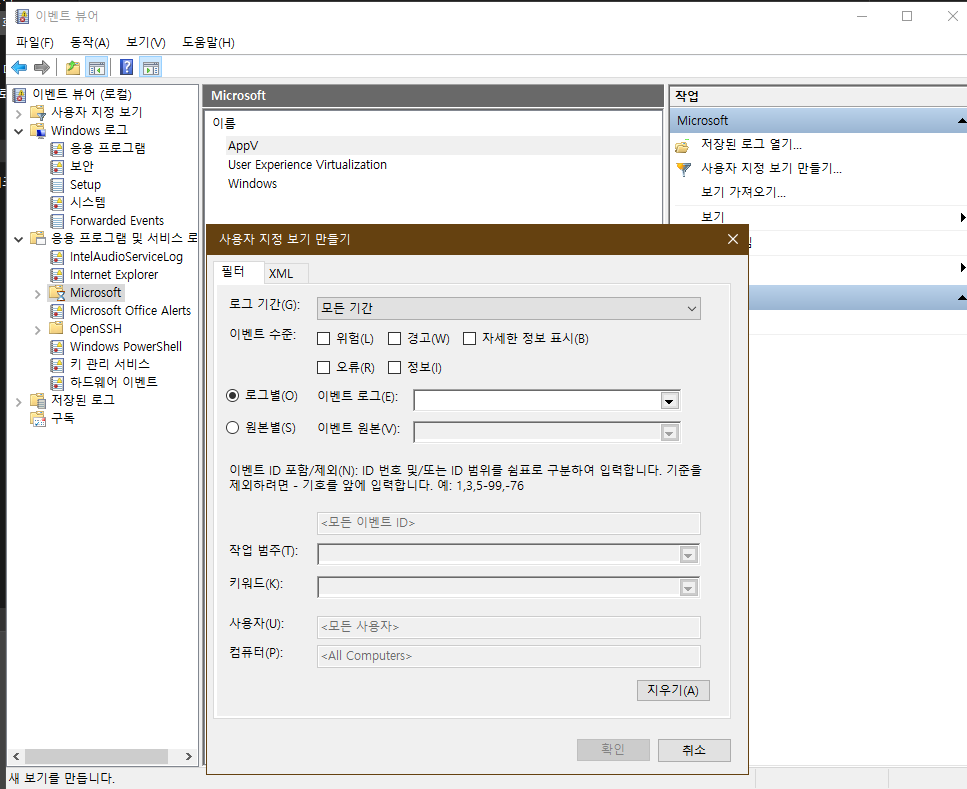 이벤트 뷰어
파일(F) 동작(A) 보기(V) 도움말(H)
이벤트 뷰어 (로컬)
사용자 지정 보기
Windows 로그
응용 프로그램
보안
Setup
시스템
Forwarded Events
응용 프로그램 및 서비스 로
IntelAudioServiceLog
Internet Explorer
Microsoft
Microsoft Office Alerts
OpenSSH
Windows PowerShell
키 관리 서비스
하드웨어 이벤트
저장된 로그
구독
Microsoft
이름
AppV
User Experience Virtualization
Windows
작업
Microsoft
저장된 로그 열기...
사용자 지정 보기 만들기...
보기 가져오기...
보기
사용자 지정 보기 만들기
필터 XML
로그 기간(G): 모든 기간
이벤트 수준: 위험(L) 경고(W) 자세한 정보 표시(B)
오류(R) 정보(I)
로그별(O) 이벤트 로그(E):
원본별(S) 이벤트 원본(V):
이벤트 ID 포함/제외(N): ID 번호 및/또는 ID 범위를 쉼표로 구분하여 입력합니다. 기준을
제외하려면 - 기호를 앞에 입력합니다. 예: 1,3,5-99,-76
<모든 이벤트 ID>
작업 범주(T):
키워드(K):
사용자(U): <모든 사용자>
컴퓨터(P): <All Computers>
지우기(A)
확인 취소
새 보기를 만듭니다.